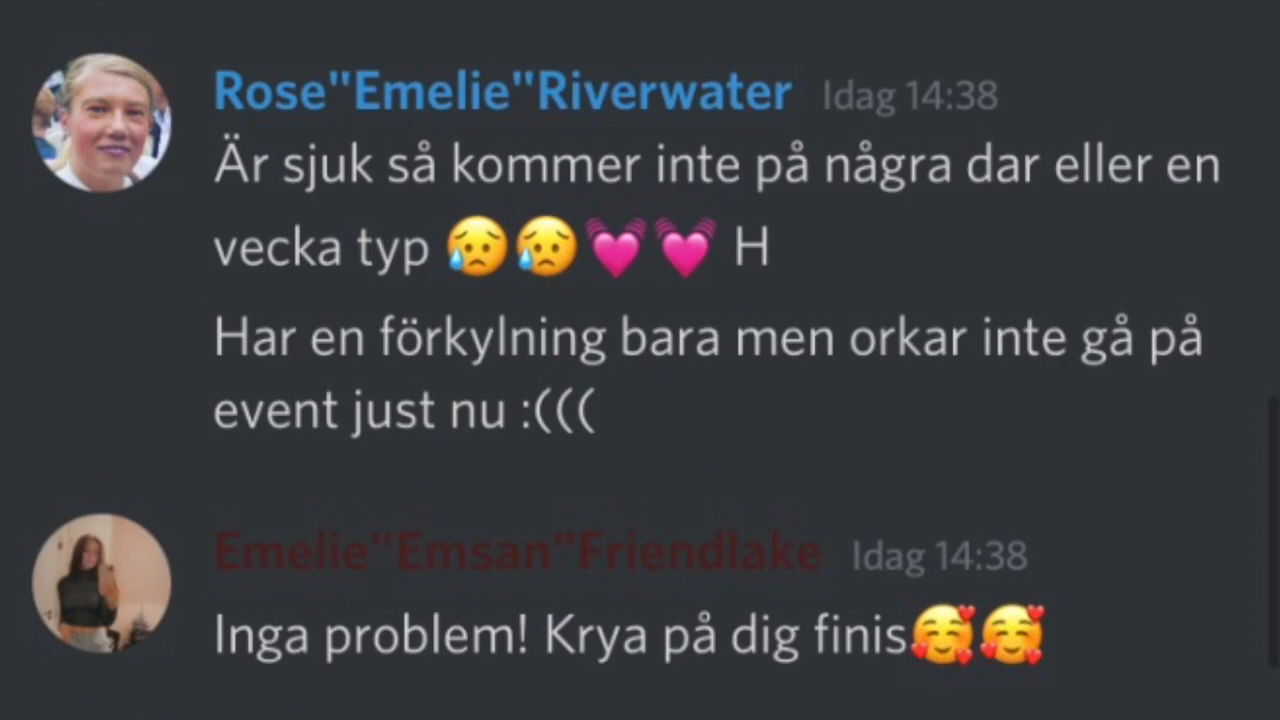 Rose"Emelie"Riverwater Idag 14:38
Är sjuk så kommer inte på några dar eller en
vecka typ 😥😥💓💓 H
Har en förkylning bara men orkar inte gå på
event just nu :(((
Emelie"Emsan"Friendlake Idag 14:38
Inga problem! Krya på dig finis🥰🥰